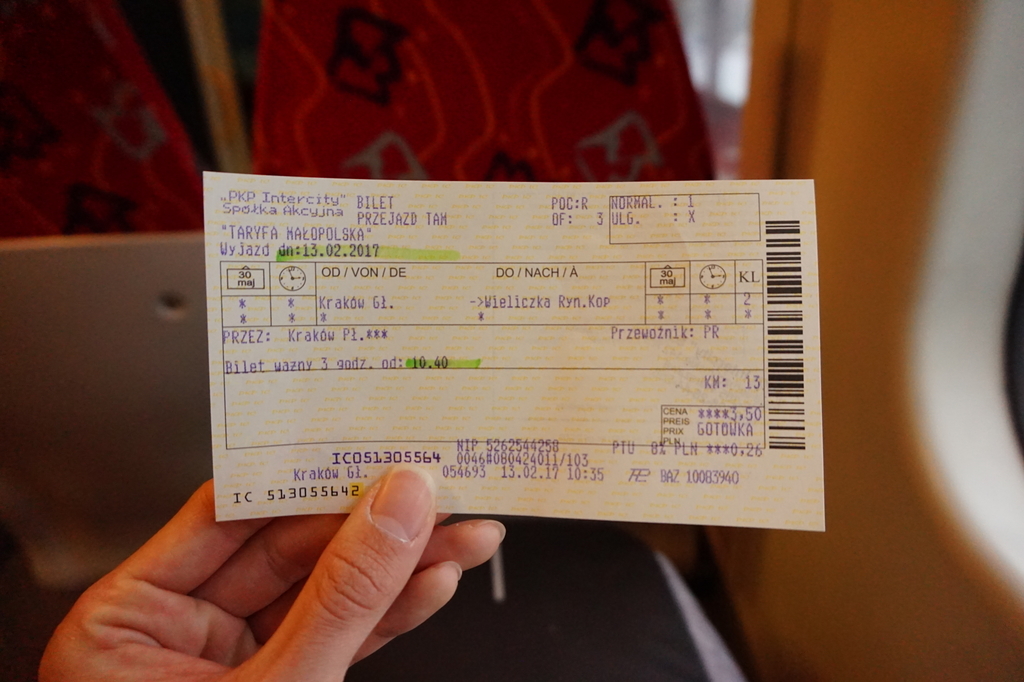 „PKP Intercity" BILET POC:R NORMAL. : 1
Spółka Akcyjna PRZEJAZD TAM OF: 3 ULG. : X
"TARYFA MAŁOPOLSKA"
Wyjazd dn:13.02.2017
30 maj OD / VON / DE DO / NACH / À 30 maj KL
* * Kraków Gł. ->Wieliczka Ryn.Kop * * 2
* * * * * * *
PRZEZ: Kraków Pł.*** Przewoźnik: PR
Bilet wazny 3 godz. od: 10.40
KM: 13
CENA ****3,50
PREIS
PRIX GOTÓWKA
PLN
NIP 5262544258 PTU 8% PLN ***0,26
IC051305564 0046#080424011/103
Kraków Gł. 054693 13.02.17 10:35 BAZ 10083940
IC 513055642